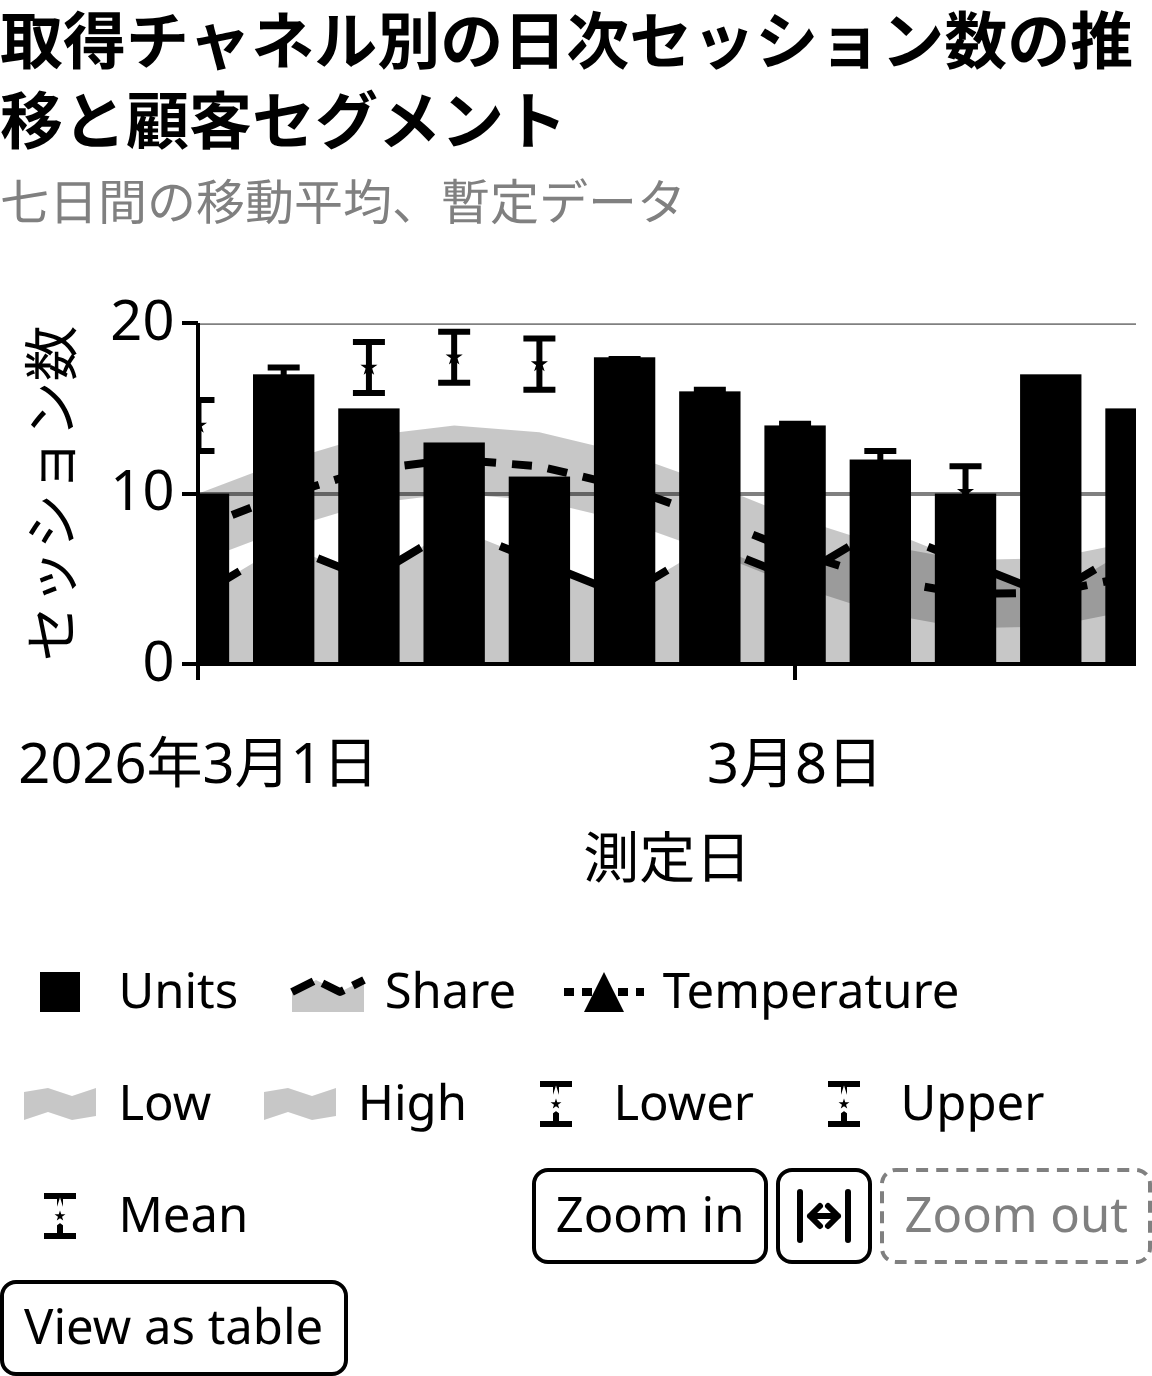 取得チャネル別の日次セッション数の推
移と顧客セグメント
七日間の移動平均、暫定データ
セッション数
20
10
0
2026年3月1日
3月8日
測定日
Units
Share
Temperature
Low
High
Lower
Upper
Mean
Zoom in
Zoom out
View as table